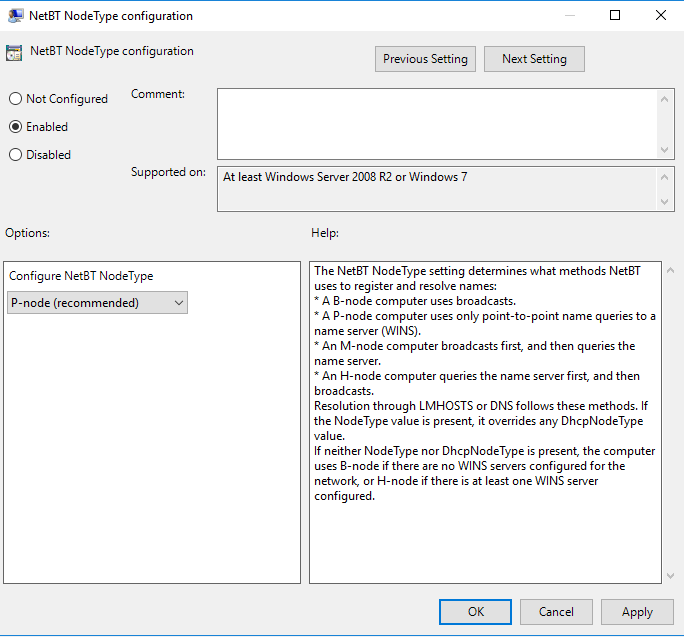 NetBT NodeType configuration
NetBT NodeType configuration
Previous Setting
Next Setting
Not Configured
Enabled
Disabled
Comment:
Supported on:
At least Windows Server 2008 R2 or Windows 7
Options:
Help:
Configure NetBT NodeType
P-node (recommended)
The NetBT NodeType setting determines what methods NetBT
uses to register and resolve names:
* A B-node computer uses broadcasts.
* A P-node computer uses only point-to-point name queries to a
name server (WINS).
* An M-node computer broadcasts first, and then queries the
name server.
* An H-node computer queries the name server first, and then
broadcasts.
Resolution through LMHOSTS or DNS follows these methods. If
the NodeType value is present, it overrides any DhcpNodeType
value.
If neither NodeType nor DhcpNodeType is present, the computer
uses B-node if there are no WINS servers configured for the
network, or H-node if there is at least one WINS server
configured.
OK
Cancel
Apply